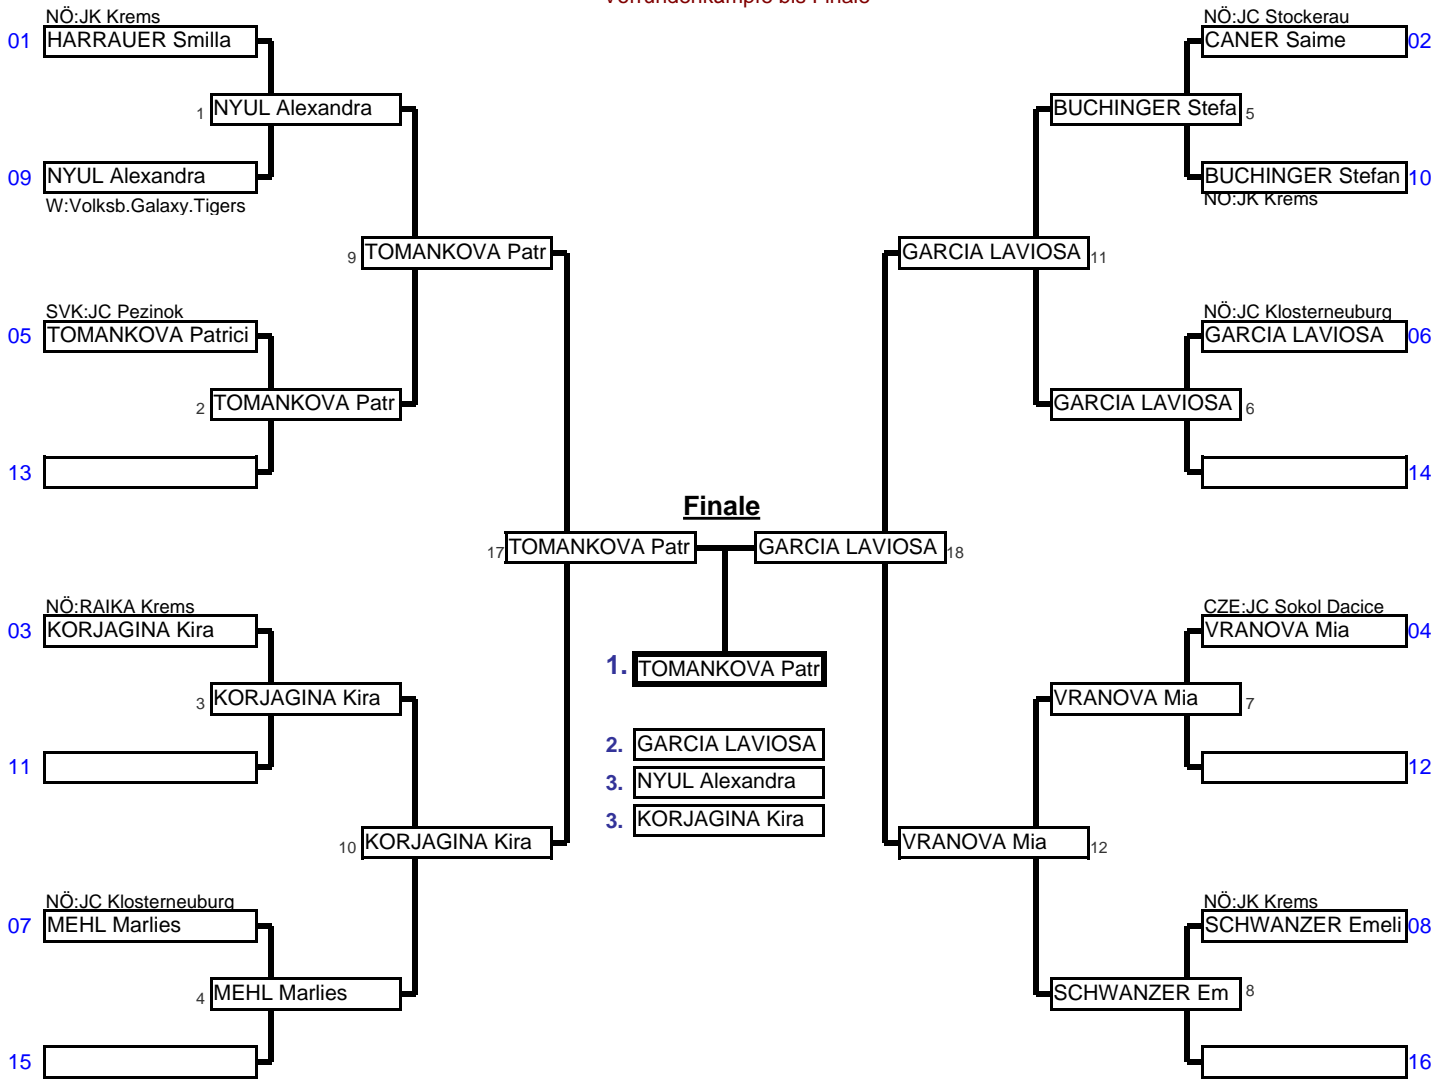 Vorrundenkämpfe bis Finale
NÖ:JK Krems
01 HARRAUER Smilla
1 NYUL Alexandra
09 NYUL Alexandra
W:Volksb.Galaxy.Tigers
9 TOMANKOVA Patr
SVK:JC Pezinok
05 TOMANKOVA Patrici
2 TOMANKOVA Patr
13
17 TOMANKOVA Patr
NÖ:RAIKA Krems
03 KORJAGINA Kira
3 KORJAGINA Kira
11
10 KORJAGINA Kira
NÖ:JC Klosterneuburg
07 MEHL Marlies
4 MEHL Marlies
15
Finale
1. TOMANKOVA Patr
2. GARCIA LAVIOSA
3. NYUL Alexandra
3. KORJAGINA Kira
NÖ:JC Stockerau
CANER Saime 02
BUCHINGER Stefa 5
BUCHINGER Stefan 10
NÖ:JK Krems
GARCIA LAVIOSA 11
NÖ:JC Klosterneuburg
GARCIA LAVIOSA 06
GARCIA LAVIOSA 6
14
GARCIA LAVIOSA 18
CZE:JC Sokol Dacice
VRANOVA Mia 04
VRANOVA Mia 7
12
VRANOVA Mia 12
NÖ:JK Krems
SCHWANZER Emeli 08
SCHWANZER Em 8
16